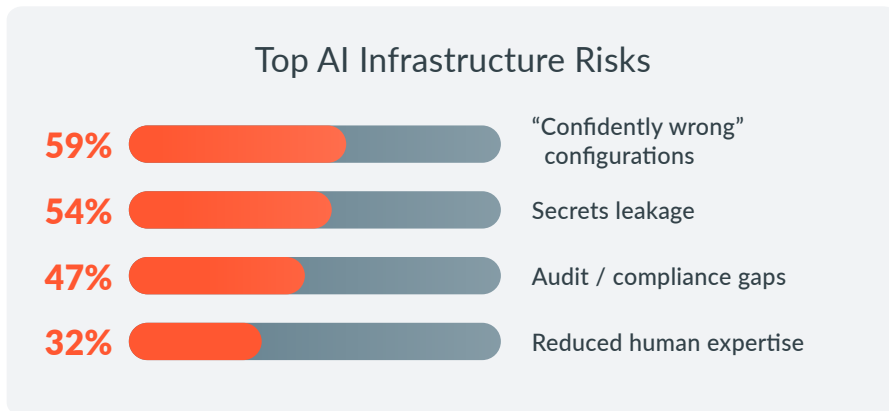 Top AI Infrastructure Risks
59%
“Confidently wrong”
configurations
54%
Secrets leakage
47%
Audit / compliance gaps
32%
Reduced human expertise